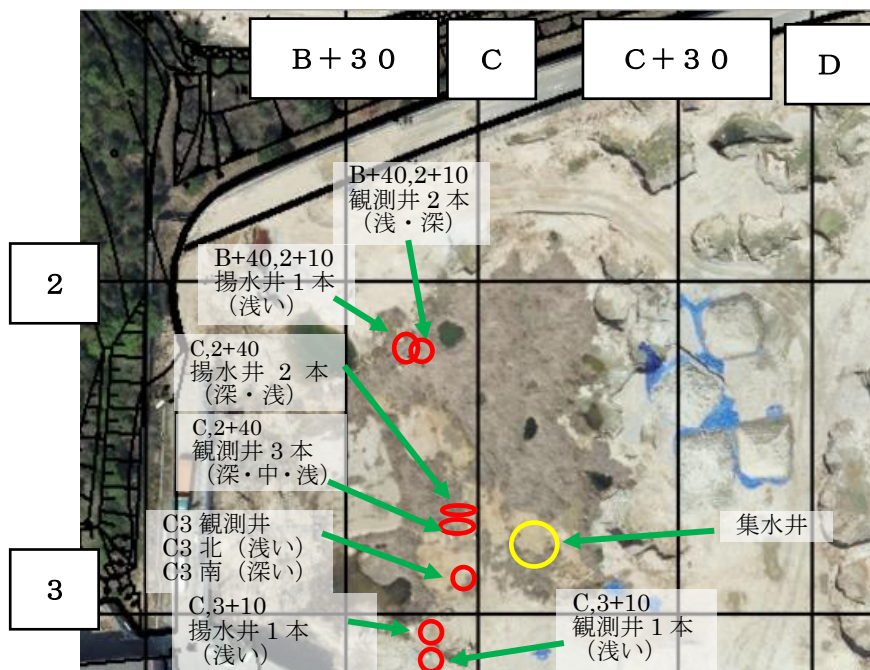 B+30
C
C+30
D
B+40,2+10
観測井２本
（浅・深）
2
B+40,2+10
揚水井１本
（浅い）
C,2+40
揚水井 2 本
（深・浅）
C,2+40
観測井３本
（深・中・浅）
C3 観測井
C3 北（浅い）
C3 南（深い）
集水井
3
C,3+10
揚水井１本
（浅い）
C,3+10
観測井１本
（浅い）